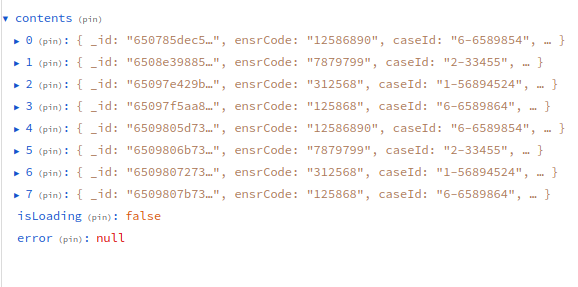 ▾ contents (pin)
▸ 0 (pin): { _id: "650785dec5…", ensrCode: "12586890", caseId: "6-6589854", … }
▸ 1 (pin): { _id: "6508e39885…", ensrCode: "7879799", caseId: "2-33455", … }
▸ 2 (pin): { _id: "65097e429b…", ensrCode: "312568", caseId: "1-56894524", … }
▸ 3 (pin): { _id: "65097f5aa8…", ensrCode: "125868", caseId: "6-6589864", … }
▸ 4 (pin): { _id: "6509805d73…", ensrCode: "12586890", caseId: "6-6589854", … }
▸ 5 (pin): { _id: "6509806b73…", ensrCode: "7879799", caseId: "2-33455", … }
▸ 6 (pin): { _id: "6509807273…", ensrCode: "312568", caseId: "1-56894524", … }
▸ 7 (pin): { _id: "6509807b73…", ensrCode: "125868", caseId: "6-6589864", … }
isLoading (pin): false
error (pin): null